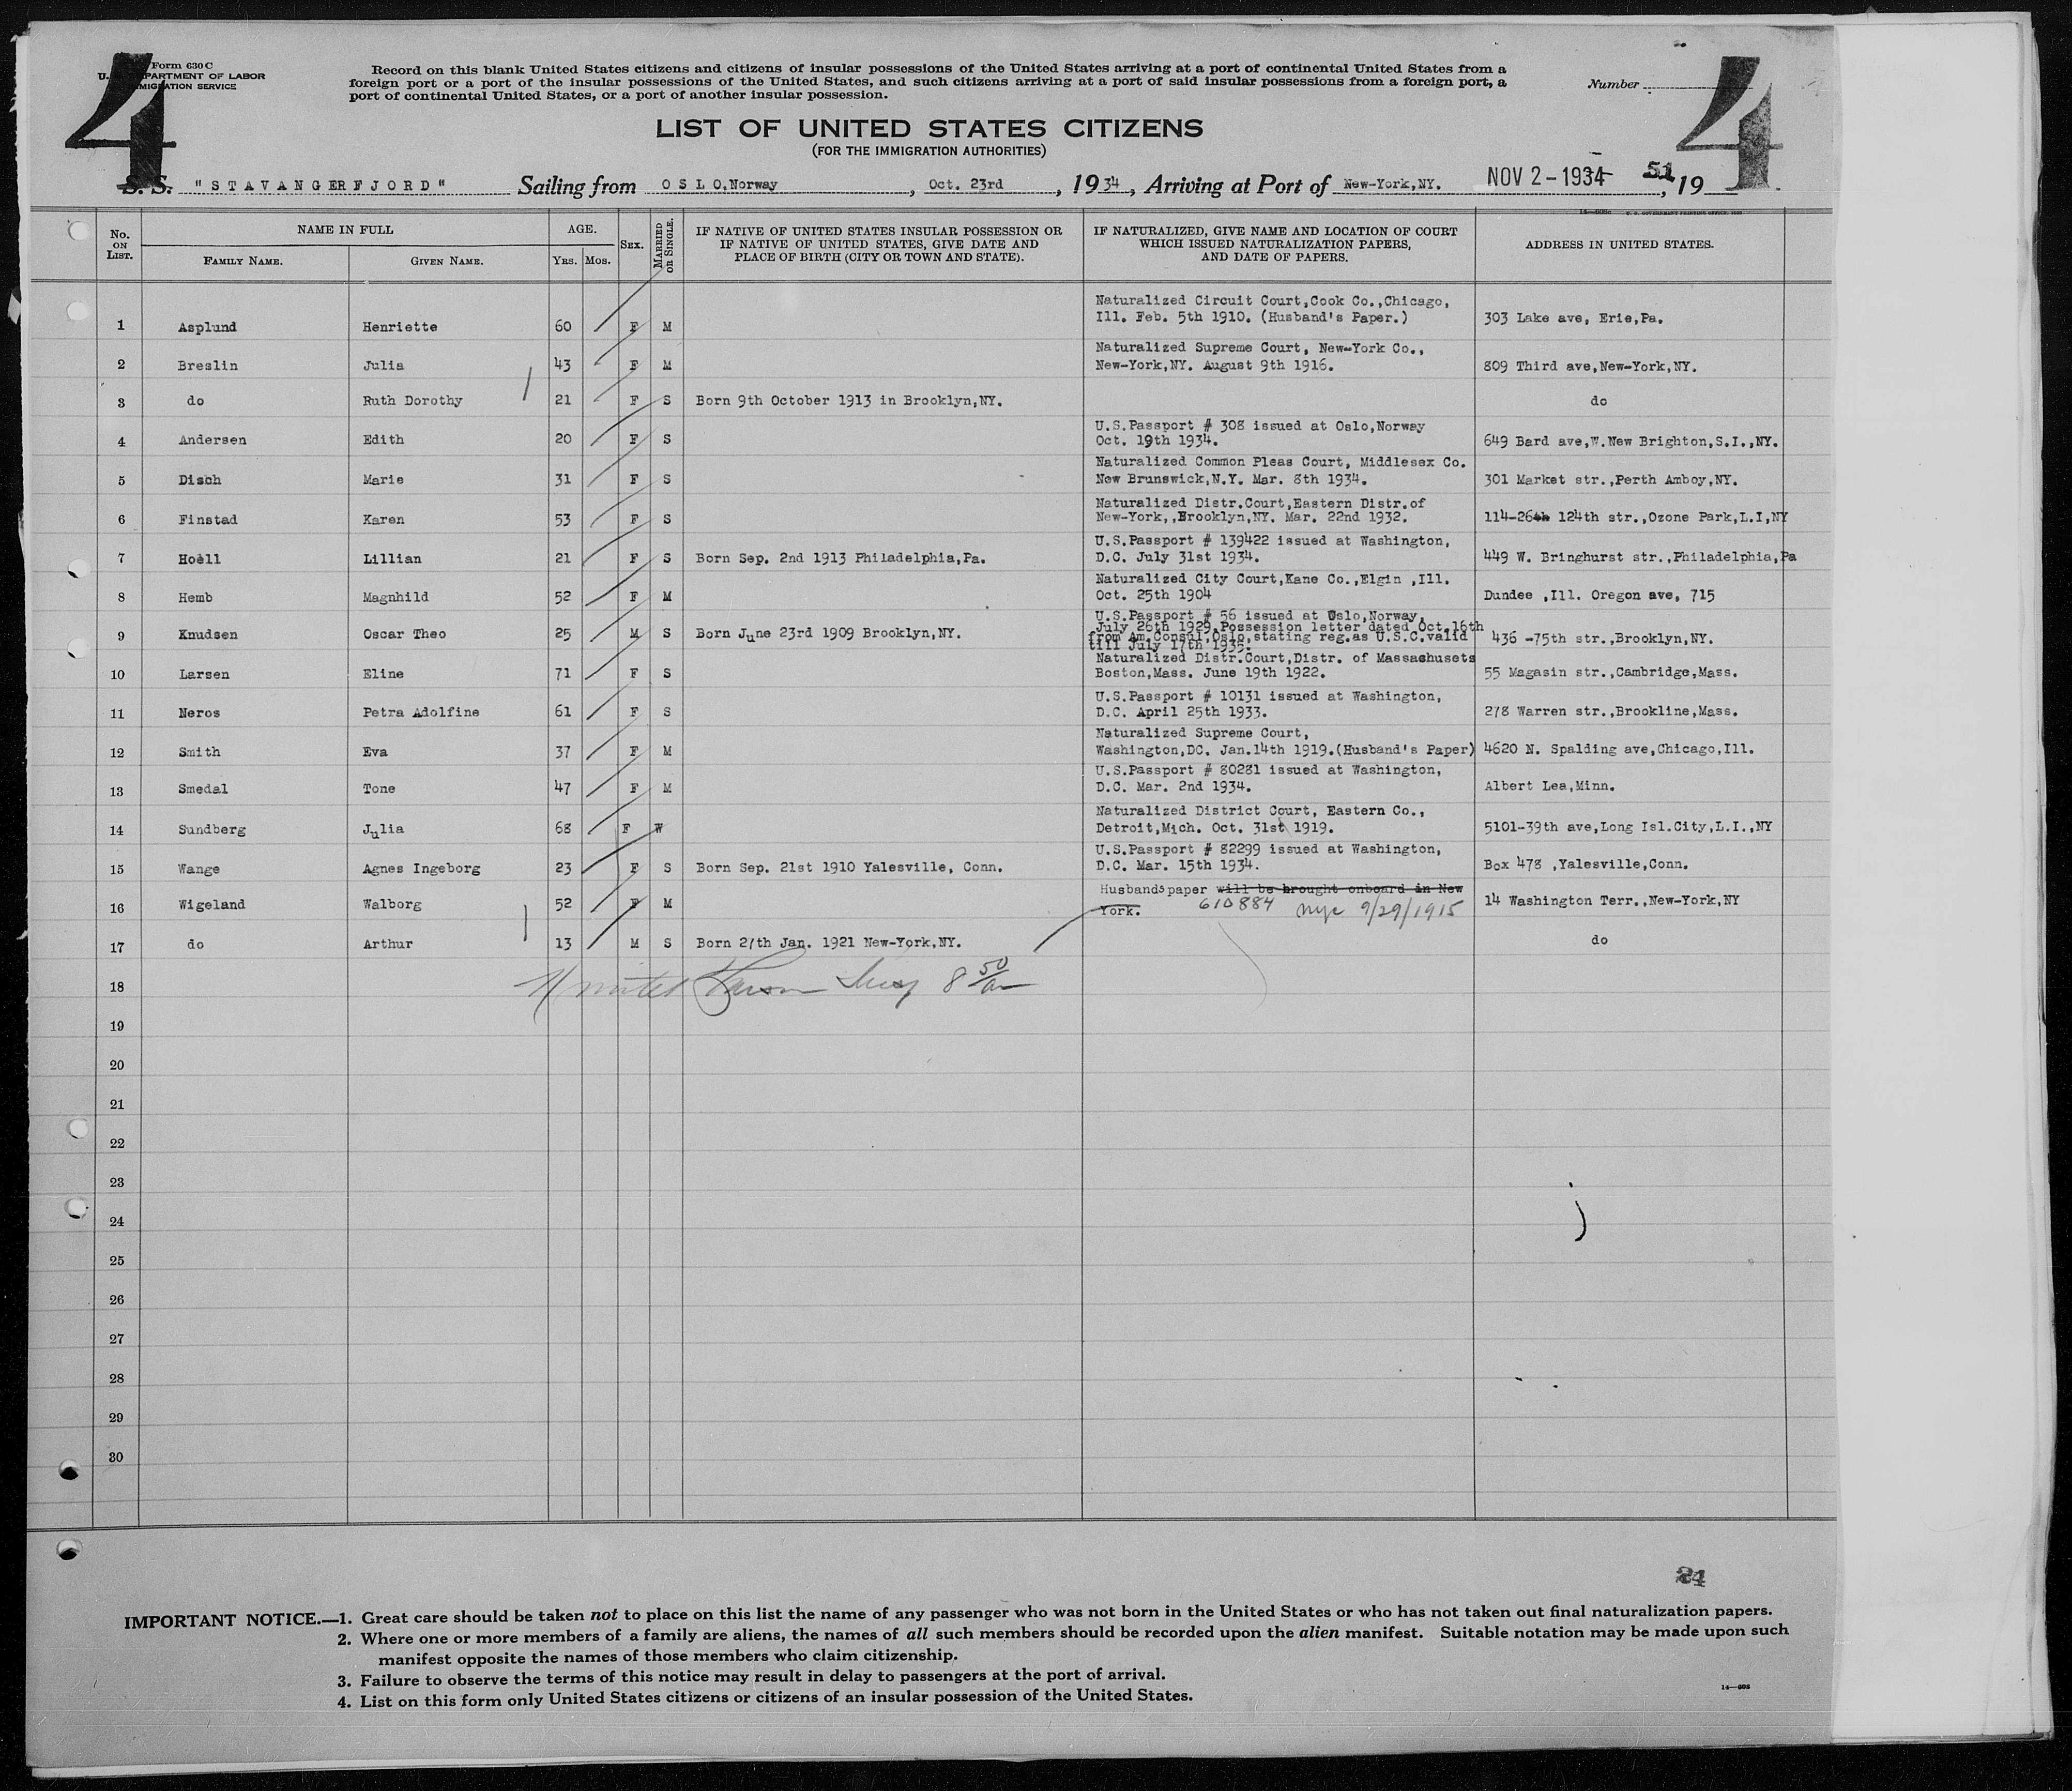 4
4
Form 630 C
U. S. DEPARTMENT OF LABOR
IMMIGRATION SERVICE
Record on this blank United States citizens and citizens of insular possessions of the United States arriving at a port of continental United States from a
foreign port or a port of the insular possessions of the United States, and such citizens arriving at a port of said insular possessions from a foreign port, a
port of continental United States, or a port of another insular possession.
Number
LIST OF UNITED STATES CITIZENS
(FOR THE IMMIGRATION AUTHORITIES)
S. S. "STAVANGERFJORD" Sailing from OSLO,Norway, Oct. 23rd, 1934, Arriving at Port of New-York,NY. NOV 2-1934 51, 19
No. ON LIST. NAME IN FULL FAMILY NAME. GIVEN NAME. AGE. YRS. MOS. SEX. MARRIED OR SINGLE. IF NATIVE OF UNITED STATES INSULAR POSSESSION OR IF NATIVE OF UNITED STATES, GIVE DATE AND PLACE OF BIRTH (CITY OR TOWN AND STATE). IF NATURALIZED, GIVE NAME AND LOCATION OF COURT WHICH ISSUED NATURALIZATION PAPERS, AND DATE OF PAPERS. ADDRESS IN UNITED STATES.
Naturalized Circuit Court,Cook Co.,Chicago,
1 Asplund Henriette 60 F M Ill. Feb. 5th 1910. (Husband's Paper.) 303 Lake ave, Erie,Pa.
Naturalized Supreme Court, New-York Co.,
2 Breslin Julia 43 F M New-York,NY. August 9th 1916. 809 Third ave,New-York,NY.
3 do Ruth Dorothy 21 F S Born 9th October 1913 in Brooklyn,NY. do
U.S.Passport # 308 issued at Oslo,Norway
4 Andersen Edith 20 F S Oct. 19th 1934. 649 Bard ave,W.New Brighton,S.I.,NY.
Naturalized Common Pleas Court, Middlesex Co.
5 Disch Marie 31 F S New Brunswick,N.Y. Mar. 8th 1934. 301 Market str.,Perth Amboy,NY.
Naturalized Distr.Court,Eastern Distr.of
6 Finstad Karen 53 F S New-York,,Brooklyn,NY. Mar. 22nd 1932. 114-26th 124th str.,Ozone Park,L.I,NY
U.S.Passport # 139422 issued at Washington,
7 Hoëll Lillian 21 F S Born Sep. 2nd 1913 Philadelphia,Pa. D.C. July 31st 1934. 449 W. Bringhurst str.,Philadelphia,Pa
Naturalized City Court,Kane Co.,Elgin ,Ill.
8 Hemb Magnhild 52 F M Oct. 25th 1904 Dundee ,Ill. Oregon ave, 715
U.S.Passport # 56 issued at Oslo,Norway,
July 26th 1929.Possession letter dated Oct.16th
9 Knudsen Oscar Theo 25 M S Born June 23rd 1909 Brooklyn,NY. from Am.Consul,Oslo,stating reg.as U.S.C.valid 436 -75th str.,Brooklyn,NY.
till July 17th 1935.
Naturalized Distr.Court,Distr. of Massachusets
10 Larsen Eline 71 F S Boston,Mass. June 19th 1922. 55 Magasin str.,Cambridge,Mass.
U.S.Passport # 10131 issued at Washington,
11 Neros Petra Adolfine 61 F S D.C. April 25th 1933. 278 Warren str.,Brookline,Mass.
Naturalized Supreme Court,
12 Smith Eva 37 F M Washington,DC. Jan.14th 1919.(Husband's Paper) 4620 N. Spalding ave,Chicago,Ill.
U.S.Passport # 80281 issued at Washington,
13 Smedal Tone 47 F M D.C. Mar. 2nd 1934. Albert Lea,Minn.
Naturalized District Court, Eastern Co.,
14 Sundberg Julia 68 F W Detroit,Mich. Oct. 31st 1919. 5101-39th ave,Long Isl.City,L.I.,NY
U.S.Passport # 82299 issued at Washington,
15 Wange Agnes Ingeborg 23 F S Born Sep. 21st 1910 Yalesville, Conn. D.C. Mar. 15th 1934. Box 478 ,Yalesville,Conn.
Husbands paper will be brought onboard in New
16 Wigeland Walborg 52 F M York. 610884 nyc 9/29/1915 14 Washington Terr.,New-York,NY
17 do Arthur 13 M S Born 27th Jan. 1921 New-York,NY. do
18 8 50
19
20
21
22
23
24
25
26
27
28
29
30
24
IMPORTANT NOTICE.—1. Great care should be taken not to place on this list the name of any passenger who was not born in the United States or who has not taken out final naturalization papers.
2. Where one or more members of a family are aliens, the names of all such members should be recorded upon the alien manifest. Suitable notation may be made upon such
manifest opposite the names of those members who claim citizenship.
3. Failure to observe the terms of this notice may result in delay to passengers at the port of arrival.
4. List on this form only United States citizens or citizens of an insular possession of the United States.